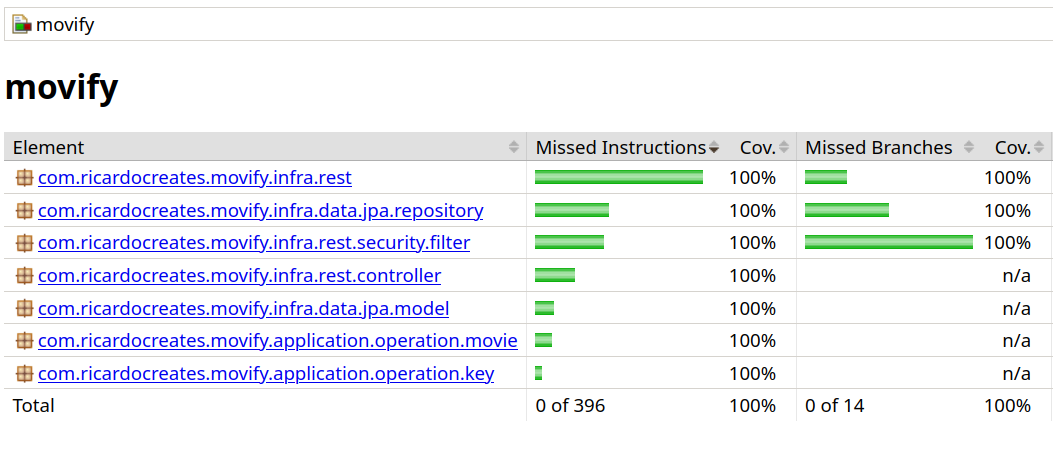 movify
movify
Element Missed Instructions Cov. Missed Branches Cov.
com.ricardocreates.movify.infra.rest 100% 100%
com.ricardocreates.movify.infra.data.jpa.repository 100% 100%
com.ricardocreates.movify.infra.rest.security.filter 100% 100%
com.ricardocreates.movify.infra.rest.controller 100% n/a
com.ricardocreates.movify.infra.data.jpa.model 100% n/a
com.ricardocreates.movify.application.operation.movie 100% n/a
com.ricardocreates.movify.application.operation.key 100% n/a
Total 0 of 396 100% 0 of 14 100%